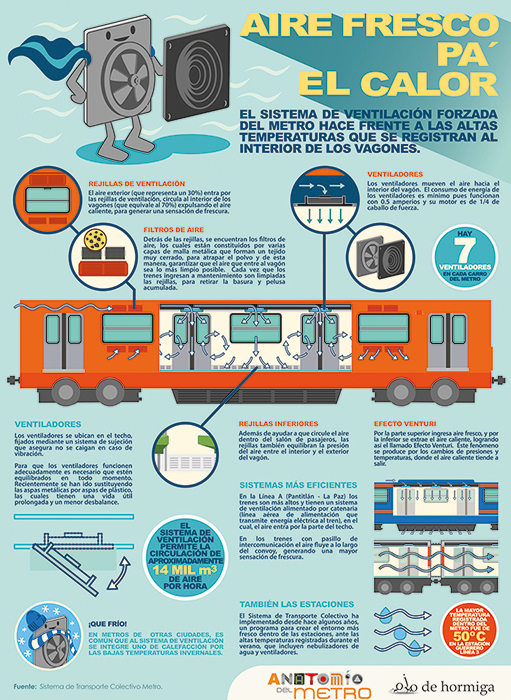 AIRE FRESCO
PA´
EL CALOR
EL SISTEMA DE VENTILACIÓN FORZADA
DEL METRO HACE FRENTE A LAS ALTAS
TEMPERATURAS QUE SE REGISTRAN AL
INTERIOR DE LOS VAGONES.
REJILLAS DE VENTILACIÓN
El aire exterior (que representa un 30%) entra por
las rejillas de ventilación, circula al interior de los
vagones (que equivale al 70%) expulsando el aire
caliente, para generar una sensación de frescura.
FILTROS DE AIRE
Detrás de las rejillas, se encuentran los filtros de
aire, los cuales están constituidos por varias
capas de malla metálica que forman un tejido
muy cerrado, para atrapar el polvo y de esta
manera, garantizar que el aire que entre al vagón
sea lo más limpio posible. Cada vez que los
trenes ingresan a mantenimiento son limpiadas
las rejillas, para retirar la basura y pelusa
acumulada.
VENTILADORES
Los ventiladores mueven el aire hacia el
interior del vagón. El consumo de energía de
los ventiladores es mínimo pues funcionan
con 0.5 amperios y su motor es de 1/4 de
caballo de fuerza.
HAY
7
VENTILADORES
EN CADA CARRO
DEL METRO
VENTILADORES
Los ventiladores se ubican en el techo,
fijados mediante un sistema de sujeción
que asegura no se caigan en caso de
vibración.
Para que los ventiladores funcionen
adecuadamente es necesario que estén
equilibrados en todo momento.
Recientemente se han ido sustituyendo
las aspas metálicas por aspas de plástico,
las cuales tienen una vida útil
prolongada y un menor desbalance.
REJILLAS INFERIORES
Además de ayudar a que circule el aire
dentro del salón de pasajeros, las
rejillas también equilibran la presión
del aire entre el interior y el exterior
del vagón.
EFECTO VENTURI
Por la parte superior ingresa aire fresco, y por
la inferior se extrae el aire caliente, logrando
así el llamado Efecto Venturi. Este fenómeno
se produce por los cambios de presiones y
temperaturas, donde el aire caliente tiende a
salir.
SISTEMAS MÁS EFICIENTES
En la Línea A (Pantitlán - La Paz) los
trenes son más altos y tienen un sistema
de ventilación alimentado por catenaria
(línea aérea de alimentación que
transmite energía eléctrica al tren), en el
cual, el aire entra por la parte del techo.
En los trenes con pasillo de
intercomunicación el aire fluye a lo largo
del convoy, generando una mayor
sensación de frescura.
EL
SISTEMA DE
VENTILACIÓN
PERMITE LA
CIRCULACIÓN DE
APROXIMADAMENTE
14 MIL m³
DE AIRE
POR HORA
¡QUE FRÍO!
EN METROS DE OTRAS CIUDADES, ES
COMÚN QUE AL SISTEMA DE VENTILACIÓN
SE INTEGRE UNO DE CALEFACCIÓN POR
LAS BAJAS TEMPERATURAS INVERNALES.
TAMBIÉN LAS ESTACIONES
El Sistema de Transporte Colectivo ha
implementado desde hace algunos años,
un programa para crear el entorno más
fresco dentro de las estaciones, ante las
altas temperaturas registradas durante el
verano, que incluyen nebulizadores de
agua y ventiladores.
LA MAYOR
TEMPERATURA
REGISTRADA
DENTRO DEL
METRO FUE DE
50°C
EN LA ESTACIÓN
GUERRERO
LÍNEA 3
Fuente: Sistema de Transporte Colectivo Metro.
ANATOMÍA
DEL METRO
ojo de hormiga